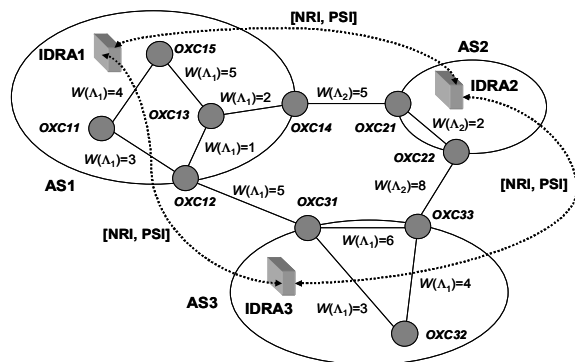 [NRI, PSI]
OXC15
AS2
IDRA1
IDRA2
W(Λ1)=5
W(Λ1)=4
W(Λ1)=2
W(Λ2)=5
OXC13
OXC14
OXC21
W(Λ2)=2
OXC11
W(Λ1)=1
OXC22
W(Λ1)=3
AS1
OXC12
W(Λ1)=5
W(Λ2)=8
[NRI, PSI]
OXC31
OXC33
[NRI, PSI]
W(Λ1)=6
W(Λ1)=4
AS3
IDRA3
W(Λ1)=3
OXC32